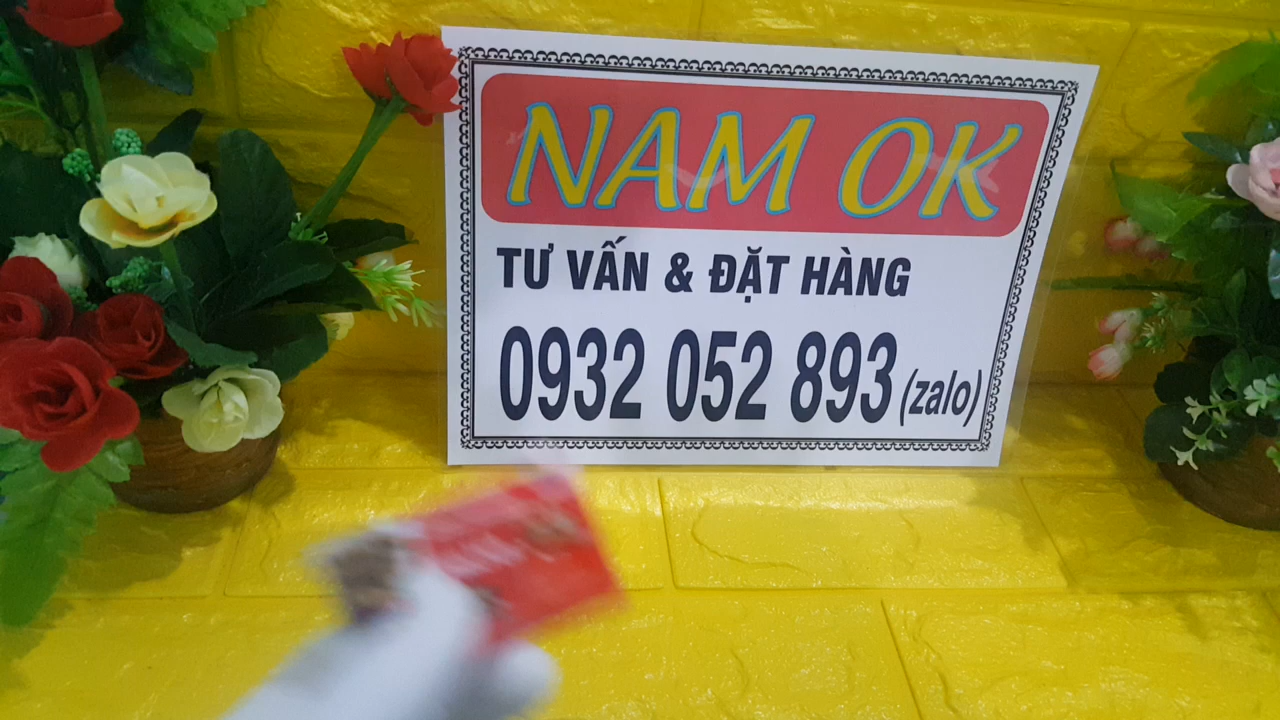 NAM OK
TƯ VẤN & ĐẶT HÀNG
0932 052 893 (zalo)